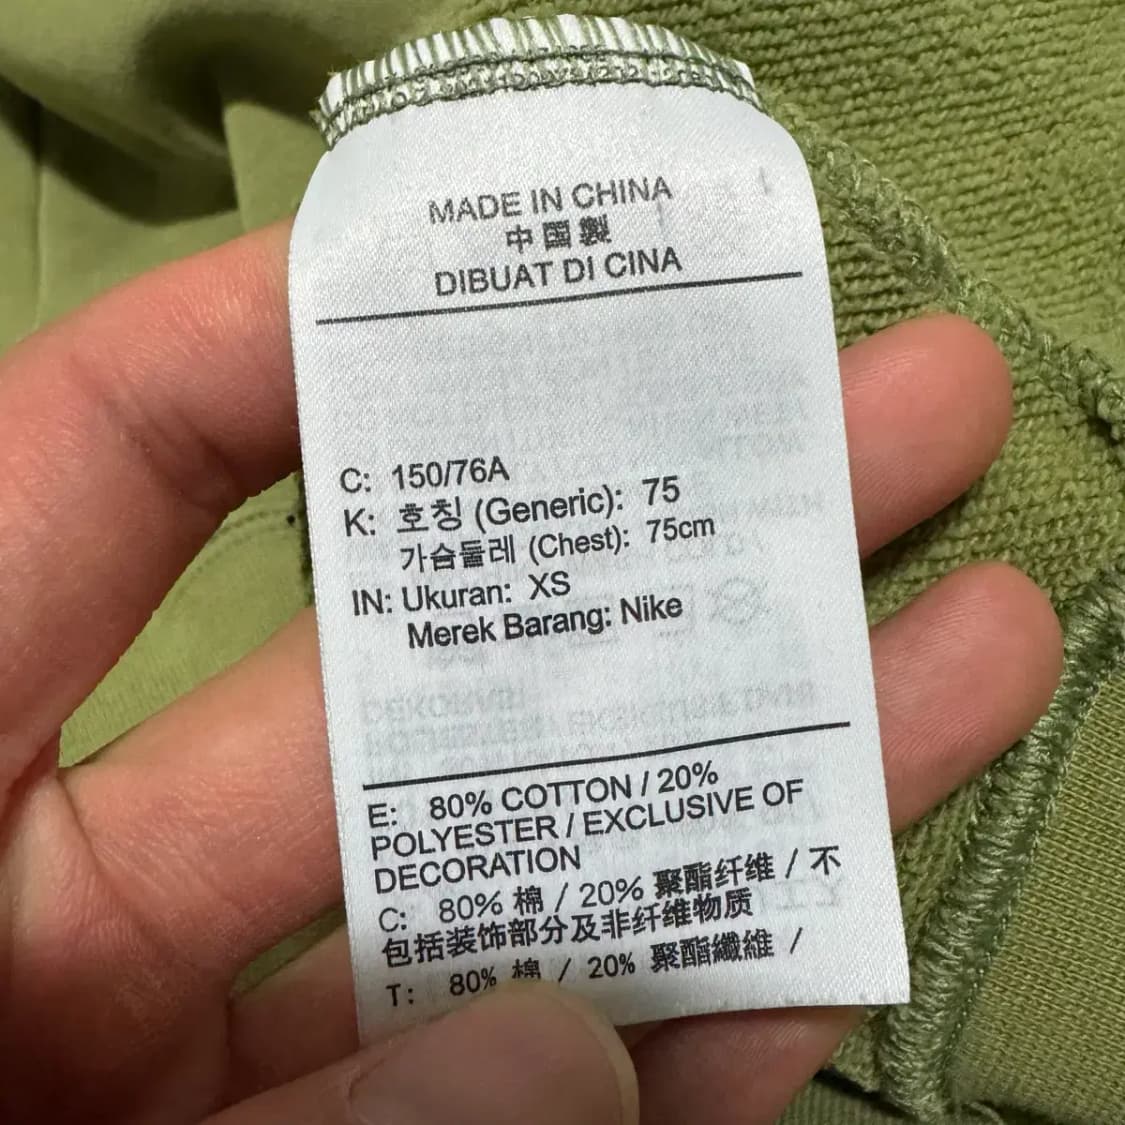 MADE IN CHINA
中国製
DIBUAT DI CINA
C: 150/76A
K: 호칭 (Generic): 75
가슴둘레 (Chest): 75cm
IN: Ukuran: XS
Merek Barang: Nike
E: 80% COTTON / 20%
POLYESTER / EXCLUSIVE OF
DECORATION
C: 80% 棉 / 20% 聚酯纤维 / 不
包括装饰部分及非纤维物质
T: 80% 棉 / 20% 聚酯纖維 /